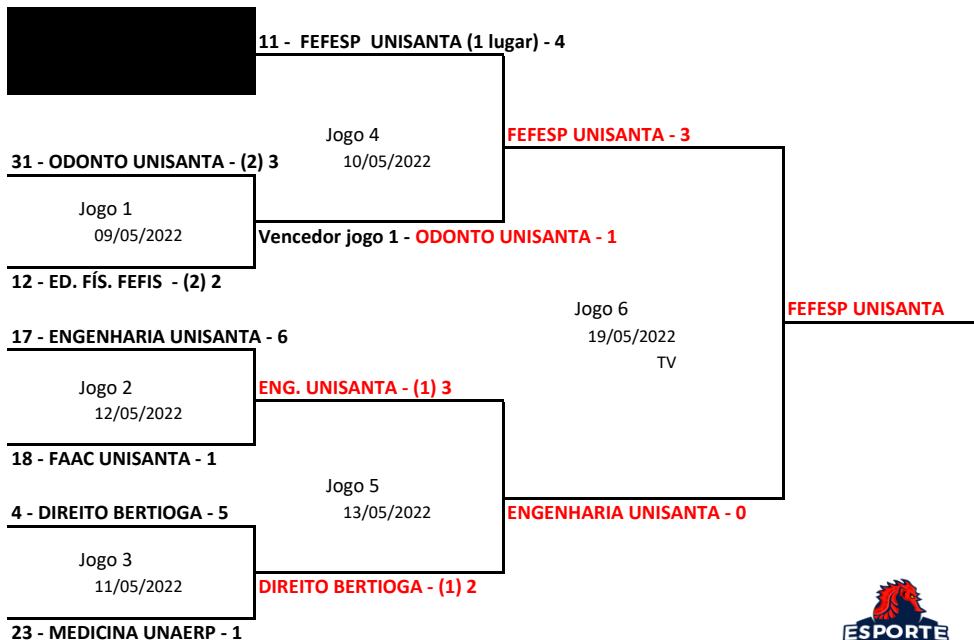 11 - FEFESP UNISANTA (1 lugar) - 4
Jogo 4
10/05/2022
FEFESP UNISANTA - 3
31 - ODONTO UNISANTA - (2) 3
Jogo 1
09/05/2022
Vencedor jogo 1 - ODONTO UNISANTA - 1
12 - ED. FÍS. FEFIS - (2) 2
Jogo 6
19/05/2022
TV
FEFESP UNISANTA
17 - ENGENHARIA UNISANTA - 6
Jogo 2
12/05/2022
ENG. UNISANTA - (1) 3
18 - FAAC UNISANTA - 1
Jogo 5
13/05/2022
4 - DIREITO BERTIOGA - 5
ENGENHARIA UNISANTA - 0
Jogo 3
11/05/2022
DIREITO BERTIOGA - (1) 2
23 - MEDICINA UNAERP - 1
ESPORTE